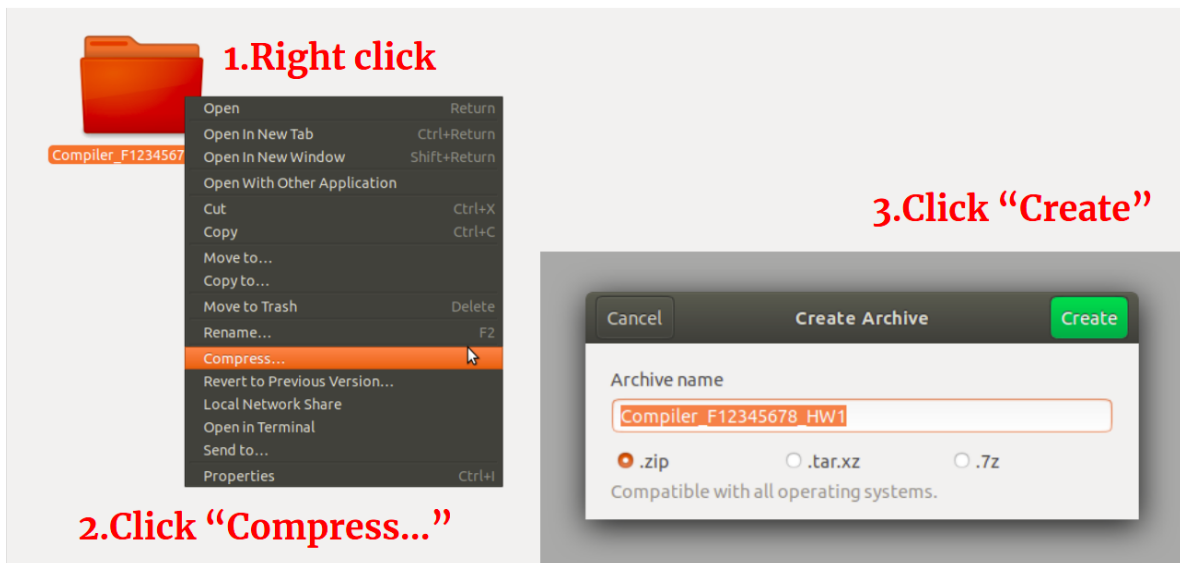 1.Right click
Compiler_F1234567
Open Return
Open In New Tab Ctrl+Return
Open In New Window Shift+Return
Open With Other Application
Cut Ctrl+X
Copy Ctrl+C
Move to…
Copy to…
Move to Trash Delete
Rename… F2
Compress…
Revert to Previous Version…
Local Network Share
Open in Terminal
Send to…
Properties Ctrl+I
2.Click “Compress...”
3.Click “Create”
Cancel Create Archive Create
Archive name
Compiler_F12345678_HW1
.zip .tar.xz .7z
Compatible with all operating systems.